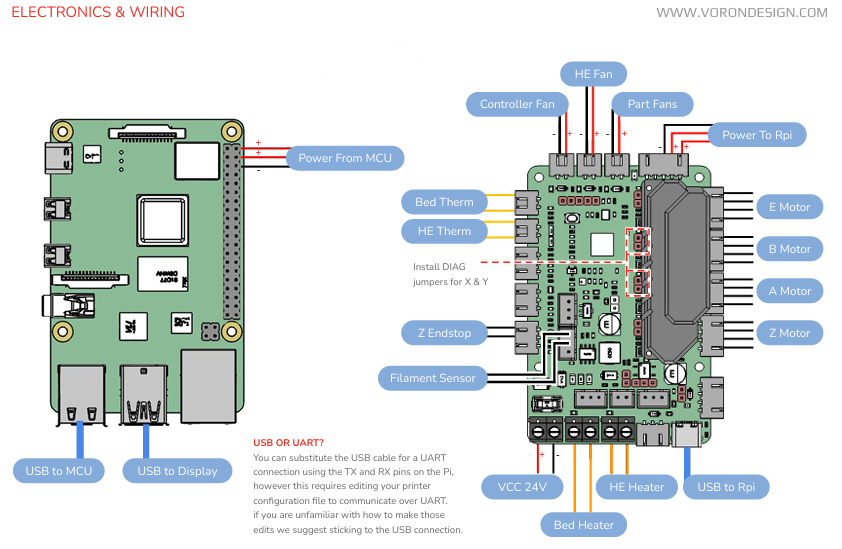 ELECTRONICS & WIRING
WWW.VORONDESIGN.COM
HE Fan
Controller Fan
Part Fans
Power To Rpi
Power From MCU
Bed Therm
HE Therm
E Motor
B Motor
A Motor
Z Motor
Install DIAG
jumpers for X & Y
Z Endstop
Filament Sensor
USB to MCU
USB to Display
USB OR UART?
You can substitute the USB cable for a UART
connection using the TX and RX pins on the Pi,
however this requires editing your printer
configuration file to communicate over UART.
if you are unfamiliar with how to make those
edits we suggest sticking to the USB connection.
VCC 24V
HE Heater
USB to Rpi
Bed Heater